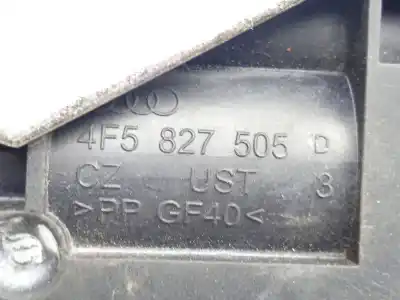 4F5 827 505 D
CZ - UST 3
>PP GF40<